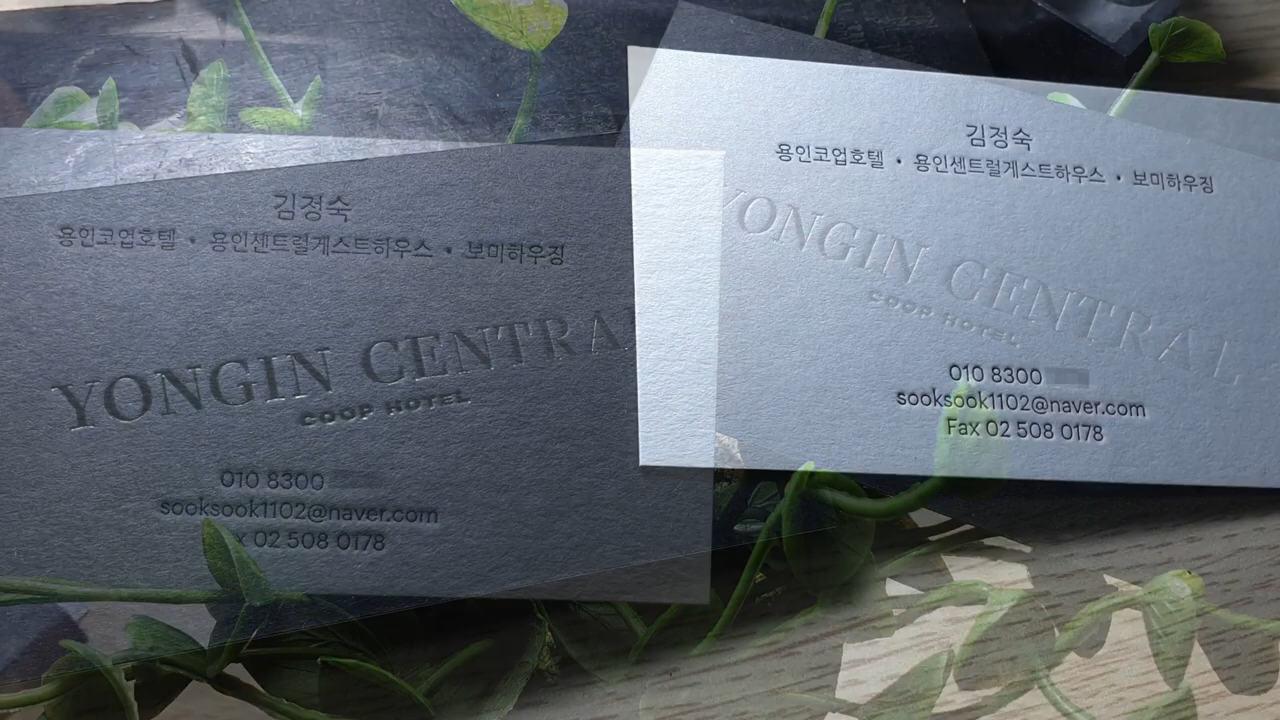 김정숙
용인코업호텔 • 용인센트럴게스트하우스 • 보미하우징
YONGIN CENTRAL
COOP HOTEL
010 8300
sooksook1102@naver.com
Fax 02 508 0178
김정숙
용인코업호텔 • 용인센트럴게스트하우스 • 보미하우징
YONGIN CENTRAL
COOP HOTEL
010 8300
sooksook1102@naver.com
Fax 02 508 0178